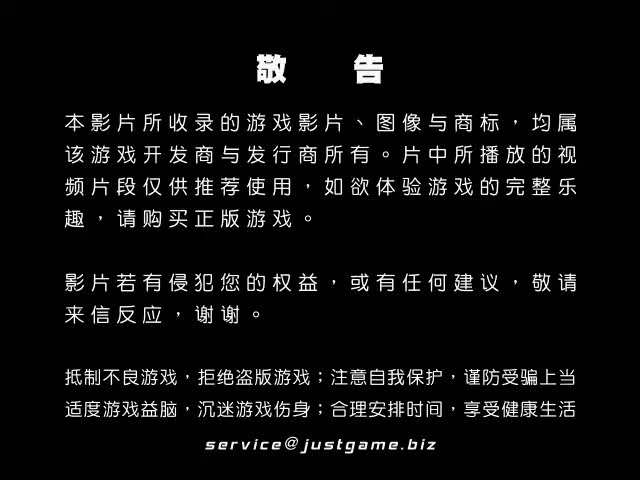 敬 告
本影片所收录的游戏影片、图像与商标，均属
该游戏开发商与发行商所有。片中所播放的视
频片段仅供推荐使用，如欲体验游戏的完整乐
趣，请购买正版游戏。
影片若有侵犯您的权益，或有任何建议，敬请
来信反应，谢谢。
抵制不良游戏，拒绝盗版游戏；注意自我保护，谨防受骗上当
适度游戏益脑，沉迷游戏伤身；合理安排时间，享受健康生活
service@justgame.biz